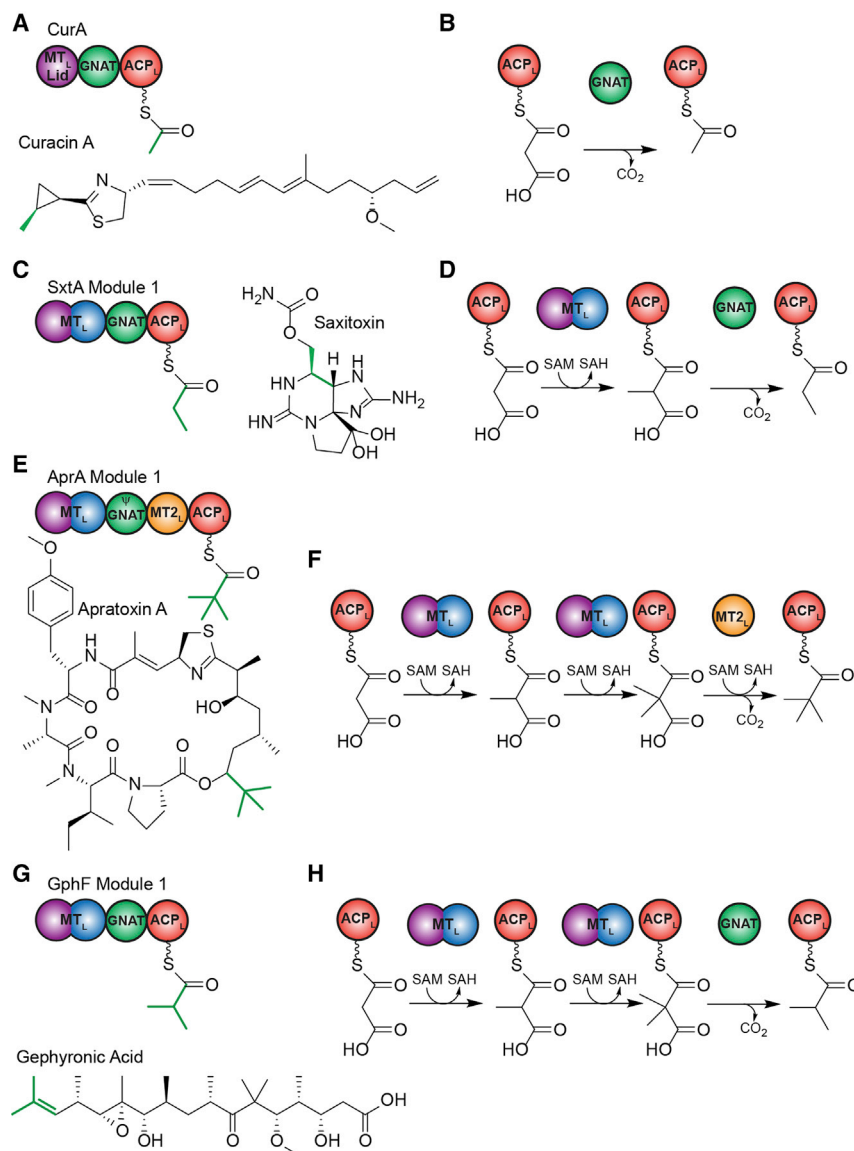 A
CurA
MT L
Lid
GNAT
ACP L
S
O
Curacin A
N
S
O
B
ACP L
GNAT
ACP L
S
O
O
HO
CO2
S
O
C
SxtA Module 1
MT L
GNAT
ACP L
S
O
H2N
O
O
Saxitoxin
H
HN
H
N
HN
N
N
NH2
OH
OH
D
ACP L
MT L
ACP L
GNAT
ACP L
S
O
O
HO
SAM SAH
S
O
O
HO
CO2
S
O
E
AprA Module 1
MT L
Ψ
GNAT
MT2 L
ACP L
S
O
O
Apratoxin A
H
N
O
S
N
HO
O
N
O
O
N
O
N
O
O
F
ACP L
MT L
ACP L
MT L
ACP L
MT2 L
ACP L
S
O
O
HO
SAM SAH
S
O
O
HO
SAM SAH
S
O
O
HO
SAM SAH
CO2
S
O
G
GphF Module 1
MT L
GNAT
ACP L
S
O
Gephyronic Acid
O
OH
O
O
OH
O
OH
H
ACP L
MT L
ACP L
MT L
ACP L
GNAT
ACP L
S
O
O
HO
SAM SAH
S
O
O
HO
SAM SAH
S
O
O
HO
CO2
S
O